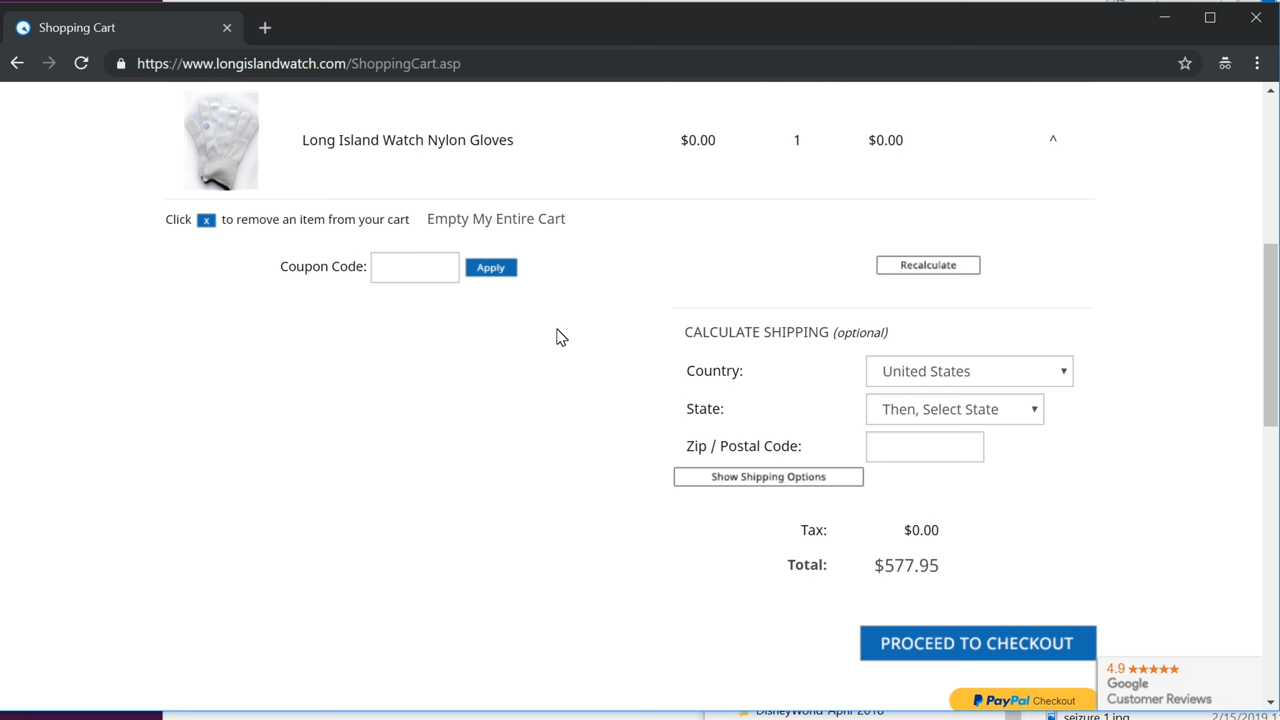 Shopping Cart
https://www.longislandwatch.com/ShoppingCart.asp
Long Island Watch Nylon Gloves $0.00 1 $0.00 ^
Click x to remove an item from your cart Empty My Entire Cart
Coupon Code: Apply Recalculate
CALCULATE SHIPPING (optional)
Country: United States
State: Then, Select State
Zip / Postal Code:
Show Shipping Options
Tax: $0.00
Total: $577.95
PROCEED TO CHECKOUT
4.9 ★★★★★
Google
Customer Reviews
PayPal Checkout
DisneyWorld April 2018 seizure 1.jpg 2/15/2019 1